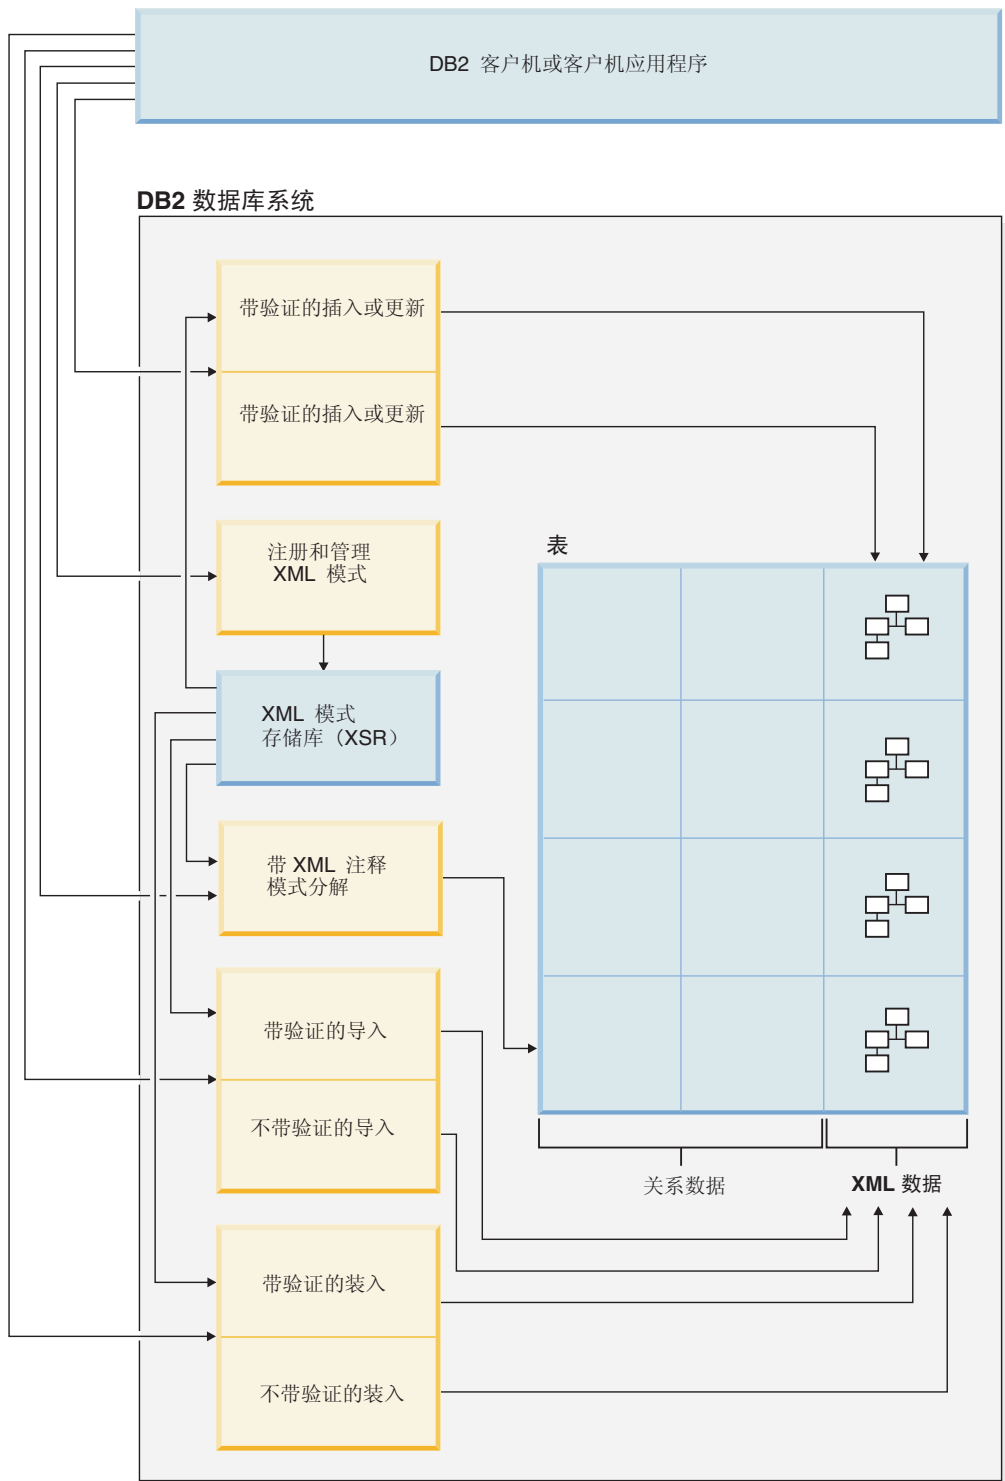 DB2 客户机或客户机应用程序
DB2 数据库系统
带验证的插入或更新
带验证的插入或更新
注册和管理
XML 模式
表
XML 模式
存储库（XSR）
带 XML 注释
模式分解
带验证的导入
不带验证的导入
关系数据
XML 数据
带验证的装入
不带验证的装入